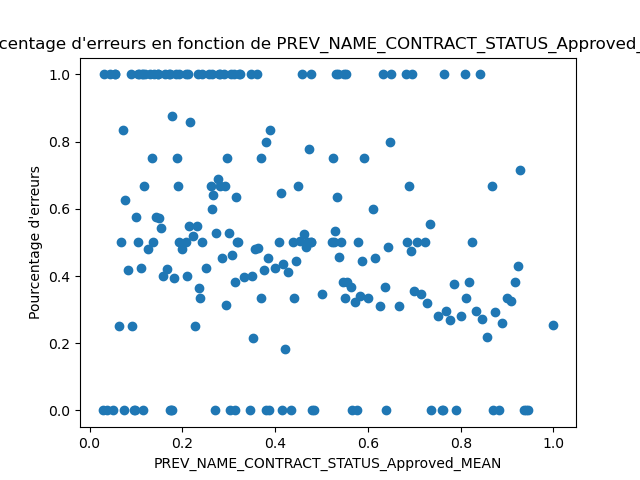 centage d'erreurs en fonction de PREV_NAME_CONTRACT_STATUS_Approved_
1.0
0.8
0.6
0.4
0.2
0.0
Pourcentage d'erreurs
0.0 0.2 0.4 0.6 0.8 1.0
PREV_NAME_CONTRACT_STATUS_Approved_MEAN